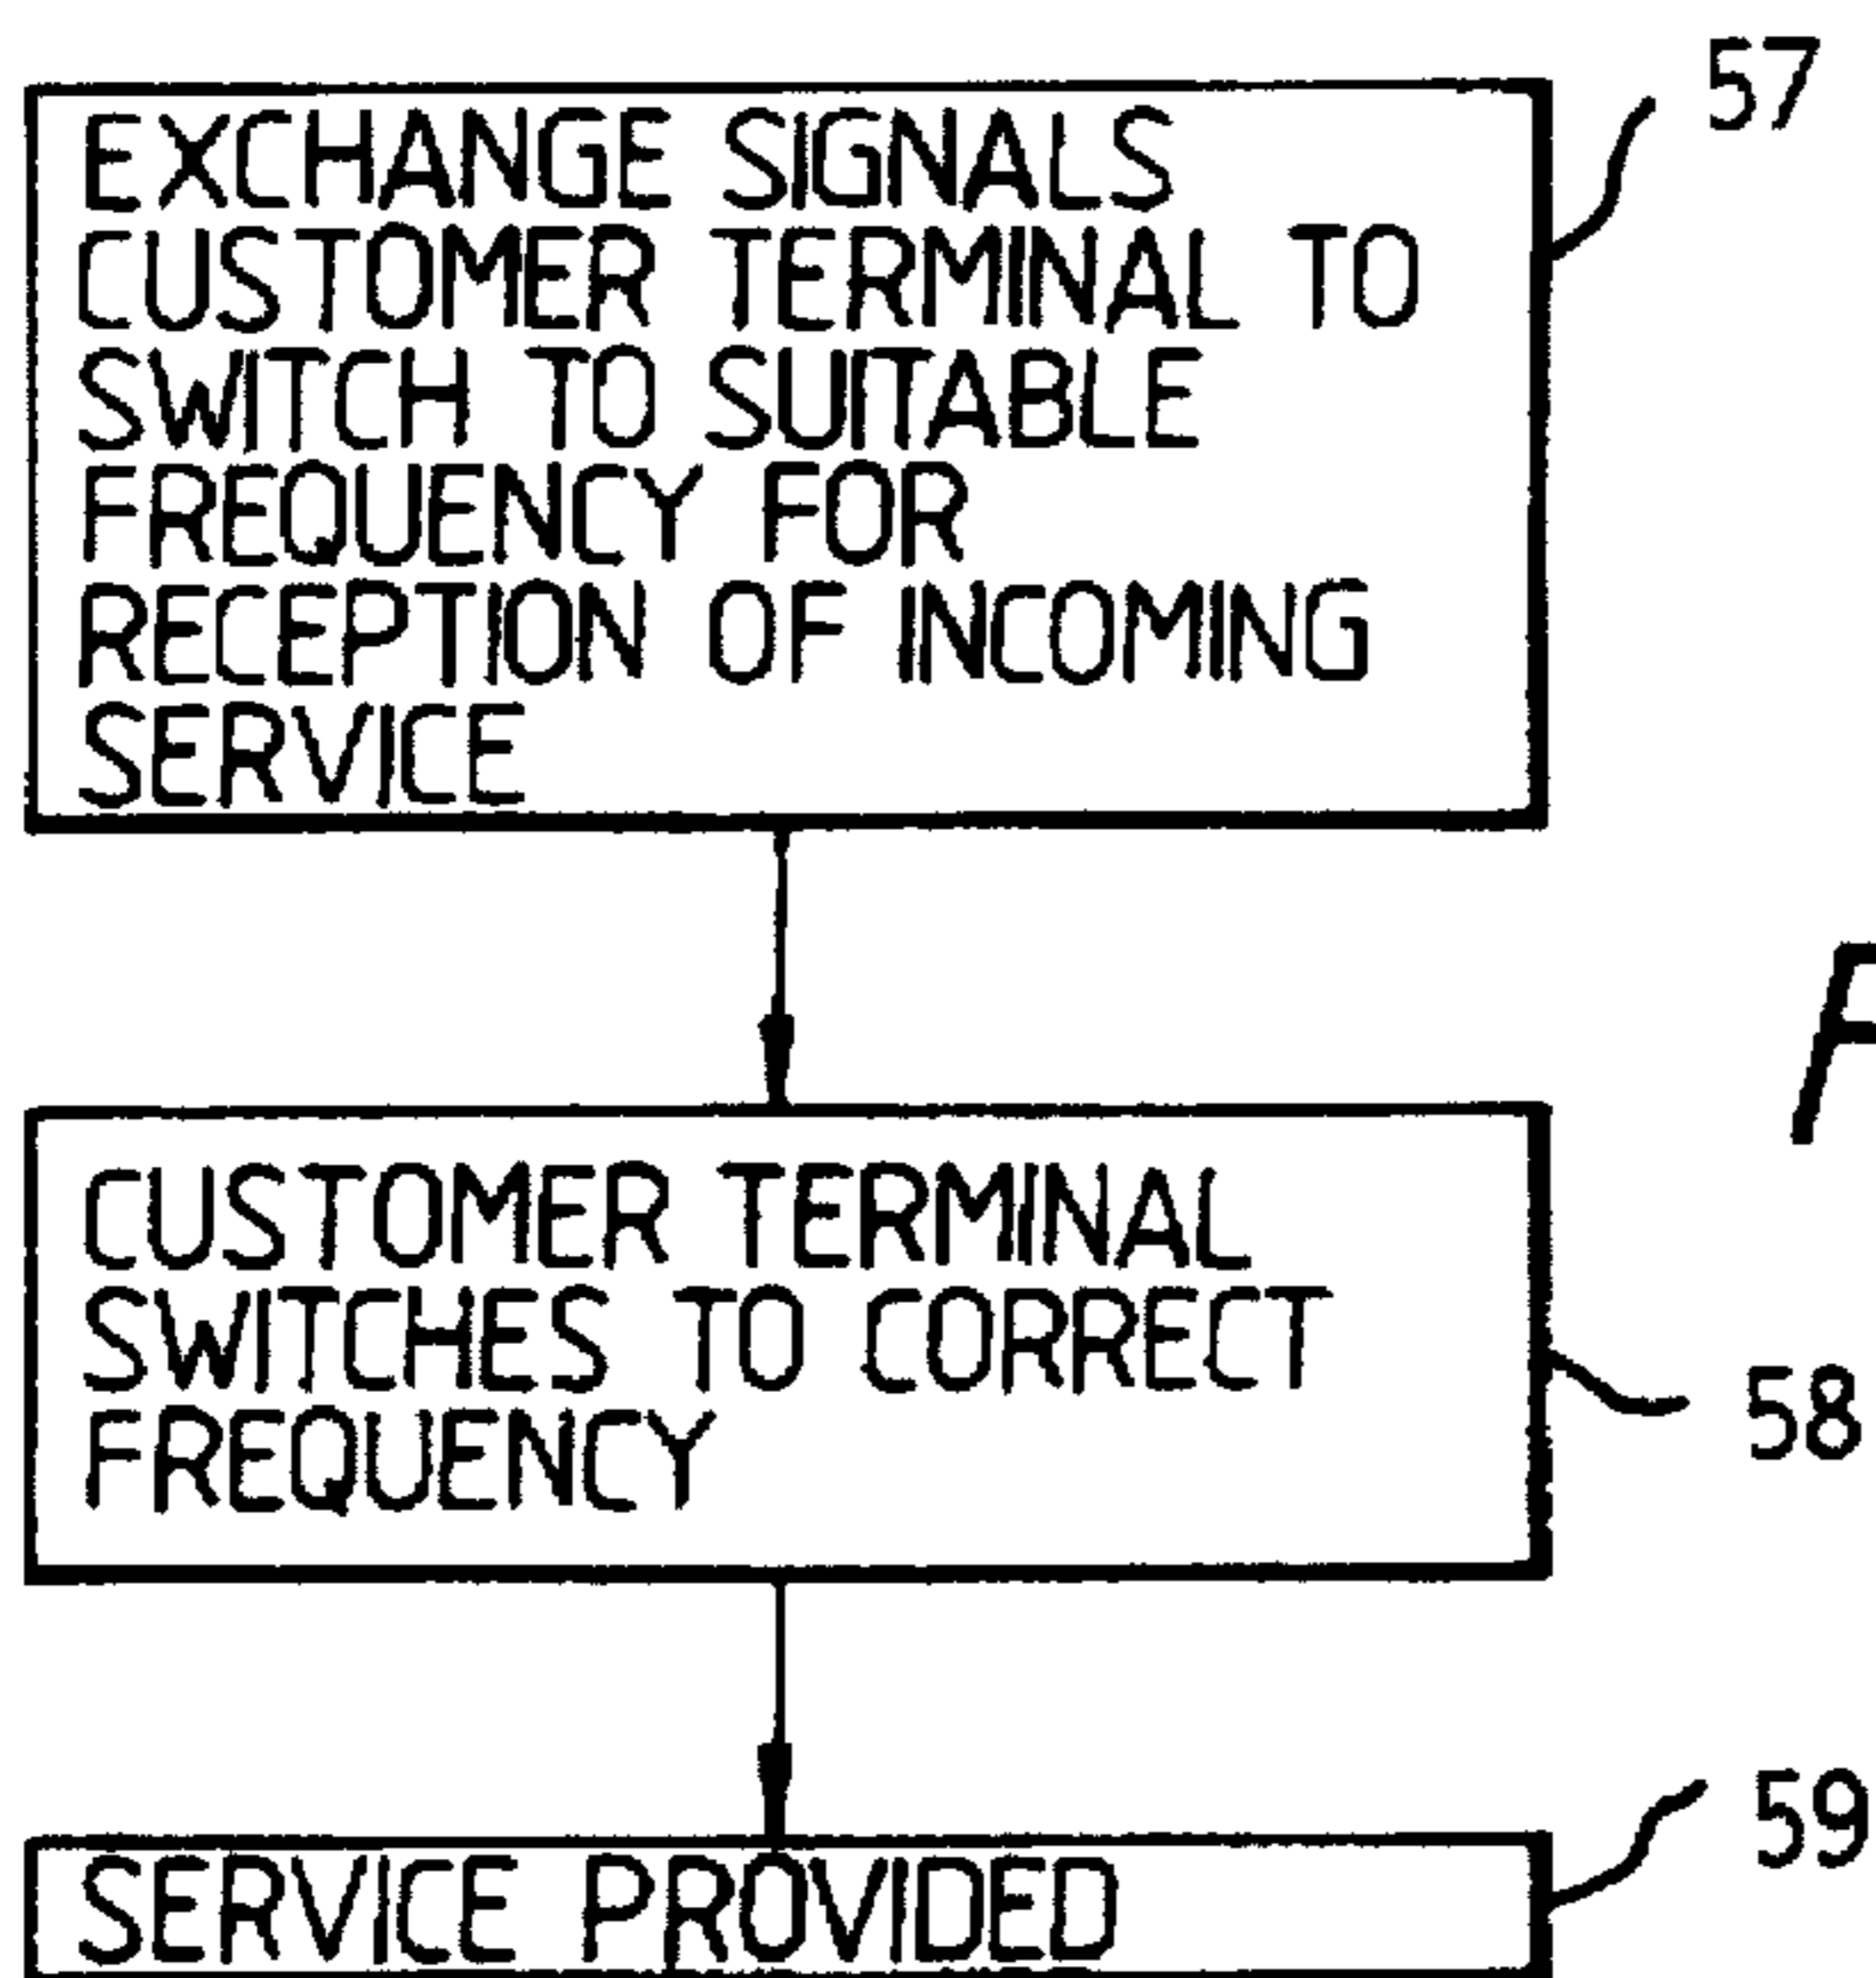 57
EXCHANGE SIGNALS
CUSTOMER TERMINAL TO
SWITCH TO SUITABLE
FREQUENCY FOR
RECEPTION OF INCOMING
SERVICE
CUSTOMER TERMINAL
SWITCHES TO CORRECT
FREQUENCY
58
59
SERVICE PROVIDED